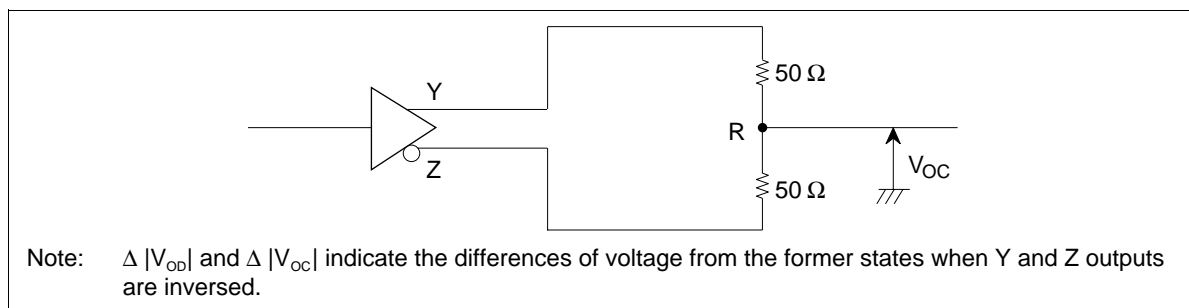 Y
50 Ω
R
Z
V_OC
50 Ω
Note: Δ |V_OD| and Δ |V_OC| indicate the differences of voltage from the former states when Y and Z outputs
are inversed.